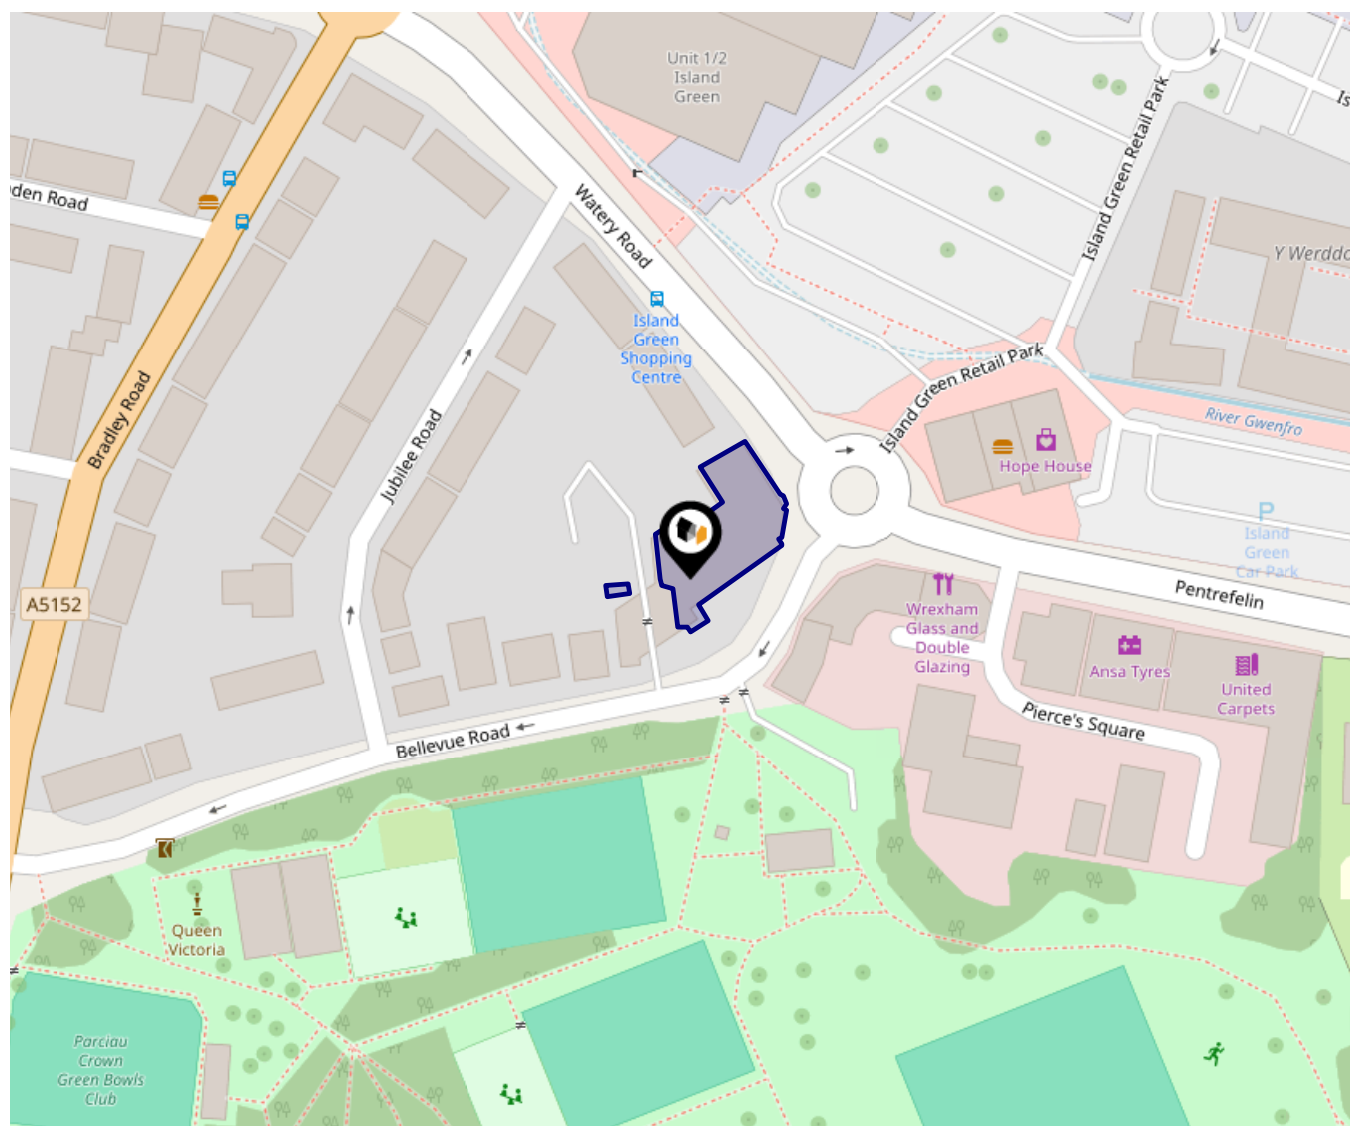 Unit 1/2
Island
Green
Island Green Retail Park
Is
den Road
Watery Road
Y Werddo
Island
Green
Shopping
Centre
Island Green Retail Park
Bradley Road
Jubilee Road
River Gwenfro
Hope House
P
Island
Green
Car Park
A5152
Pentrefelin
Wrexham
Glass and
Double
Glazing
Ansa Tyres
United
Carpets
Pierce's Square
Bellevue Road
Queen
Victoria
Parciau
Crown
Green Bowls
Club